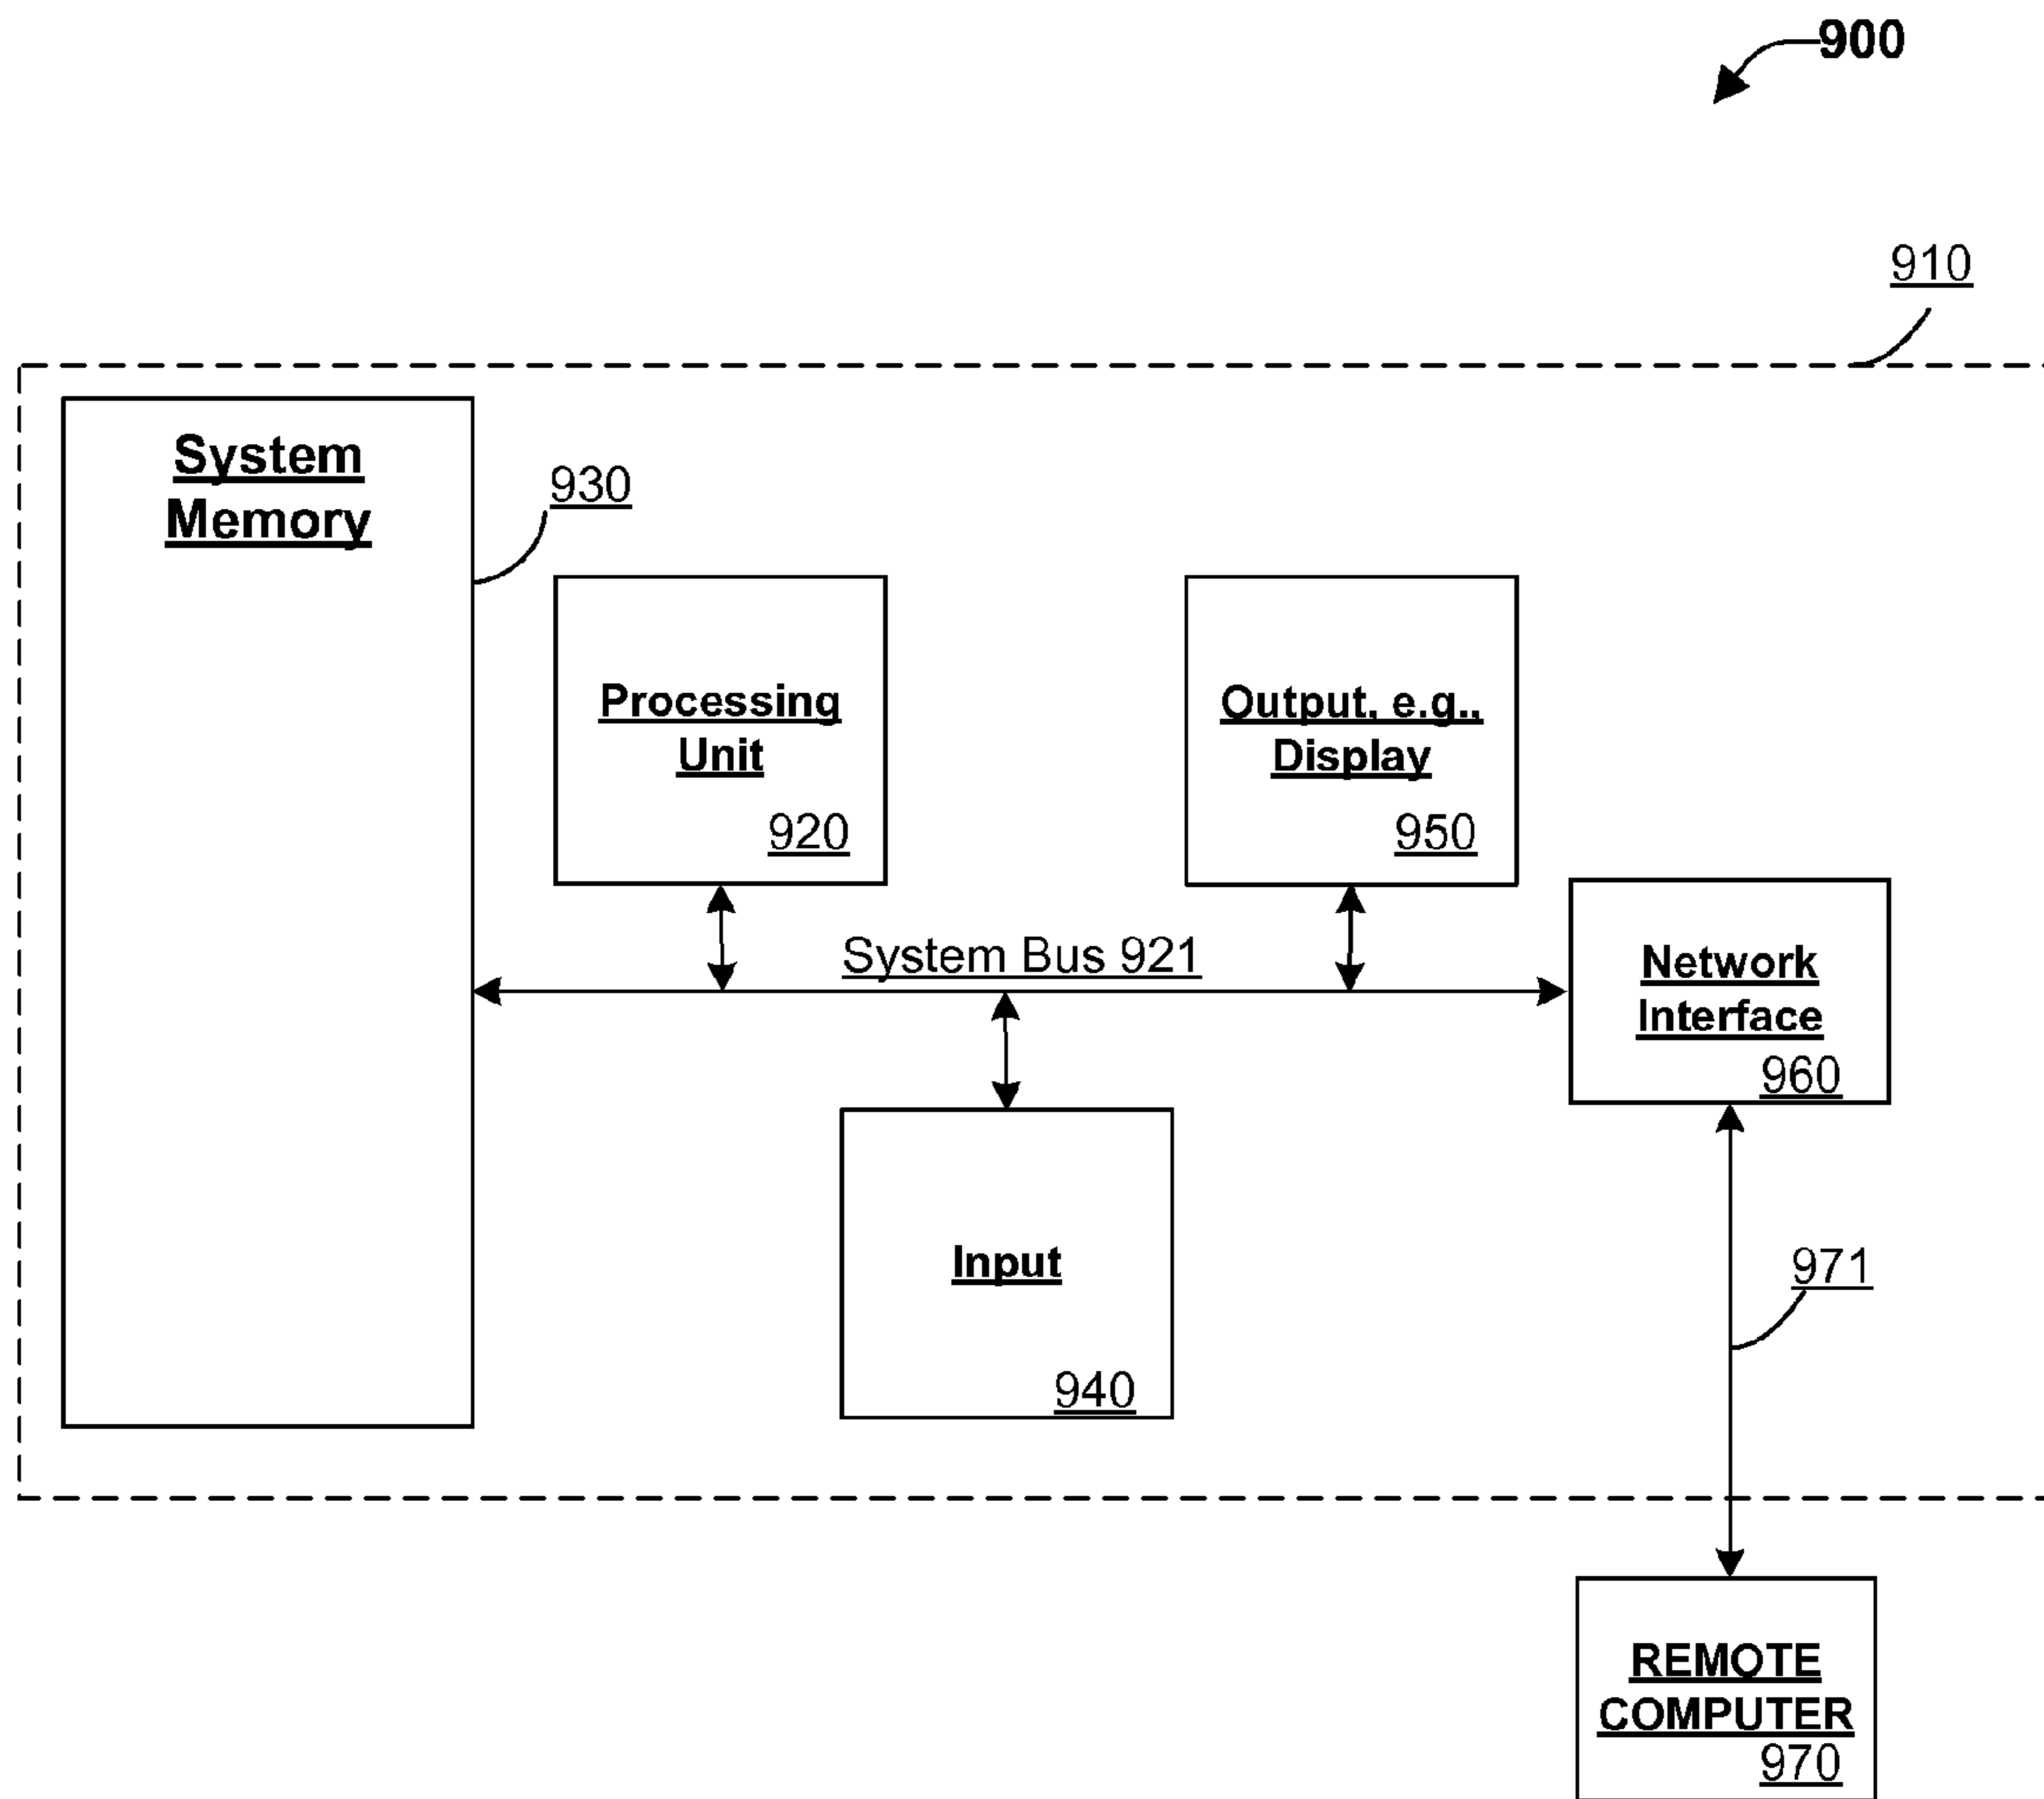 900
910
System
Memory
930
Processing
Unit
920
Output, e.g.,
Display
950
System Bus 921
Network
Interface
960
Input
940
971
REMOTE
COMPUTER
970